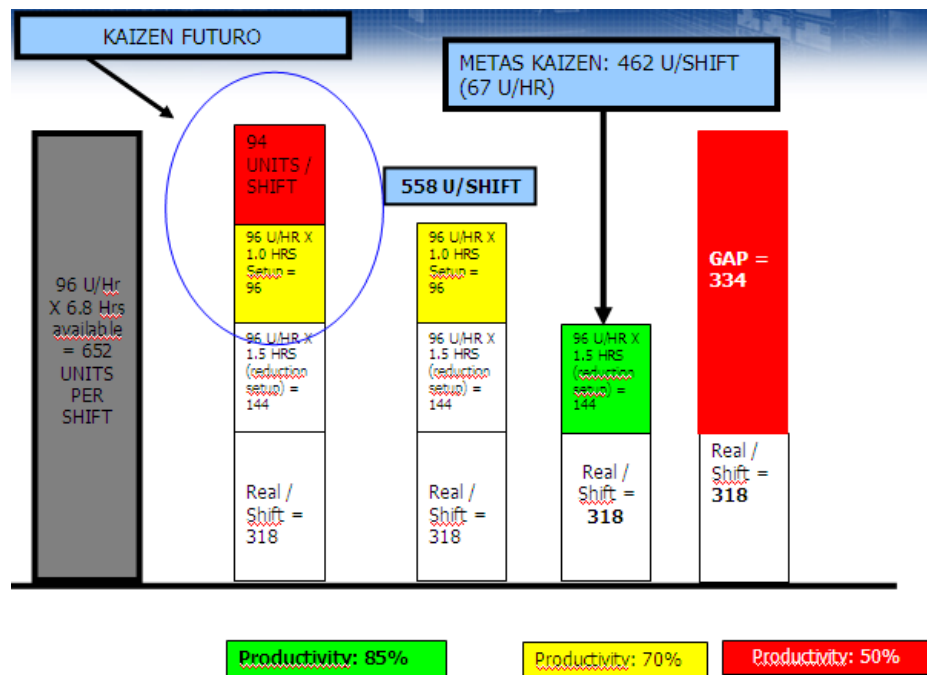 KAIZEN FUTURO
METAS KAIZEN: 462 U/SHIFT
(67 U/HR)
96 U/Hr
X 6.8 Hrs
available
= 652
UNITS
PER
SHIFT
94
UNITS /
SHIFT
96 U/HR X
1.0 HRS
Setup =
96
96 U/HR X
1.5 HRS
(reduction
setup) =
144
Real /
Shift =
318
558 U/SHIFT
96 U/HR X
1.0 HRS
Setup =
96
96 U/HR X
1.5 HRS
(reduction
setup) =
144
Real /
Shift =
318
96 U/HR X
1.5 HRS
(reduction
setup) =
144
Real /
Shift =
318
GAP =
334
Real /
Shift =
318
Productivity: 85%
Productivity: 70%
Productivity: 50%